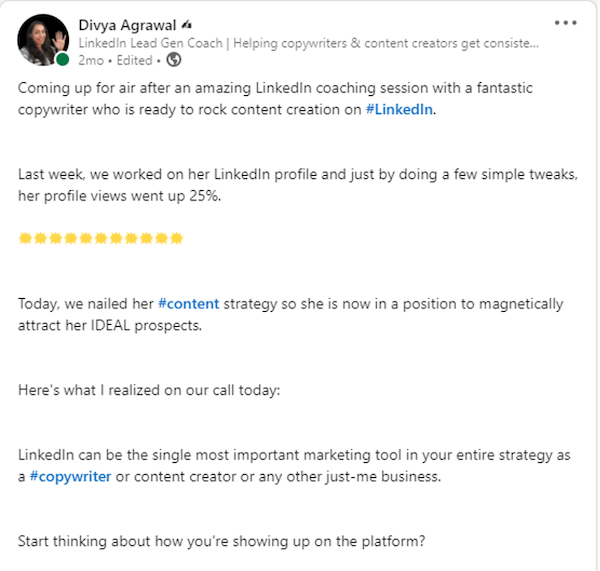 Divya Agrawal ✍
LinkedIn Lead Gen Coach | Helping copywriters & content creators get consiste...
2mo • Edited •
Coming up for air after an amazing LinkedIn coaching session with a fantastic
copywriter who is ready to rock content creation on #LinkedIn.
Last week, we worked on her LinkedIn profile and just by doing a few simple tweaks,
her profile views went up 25%.
Today, we nailed her #content strategy so she is now in a position to magnetically
attract her IDEAL prospects.
Here's what I realized on our call today:
LinkedIn can be the single most important marketing tool in your entire strategy as
a #copywriter or content creator or any other just-me business.
Start thinking about how you're showing up on the platform?